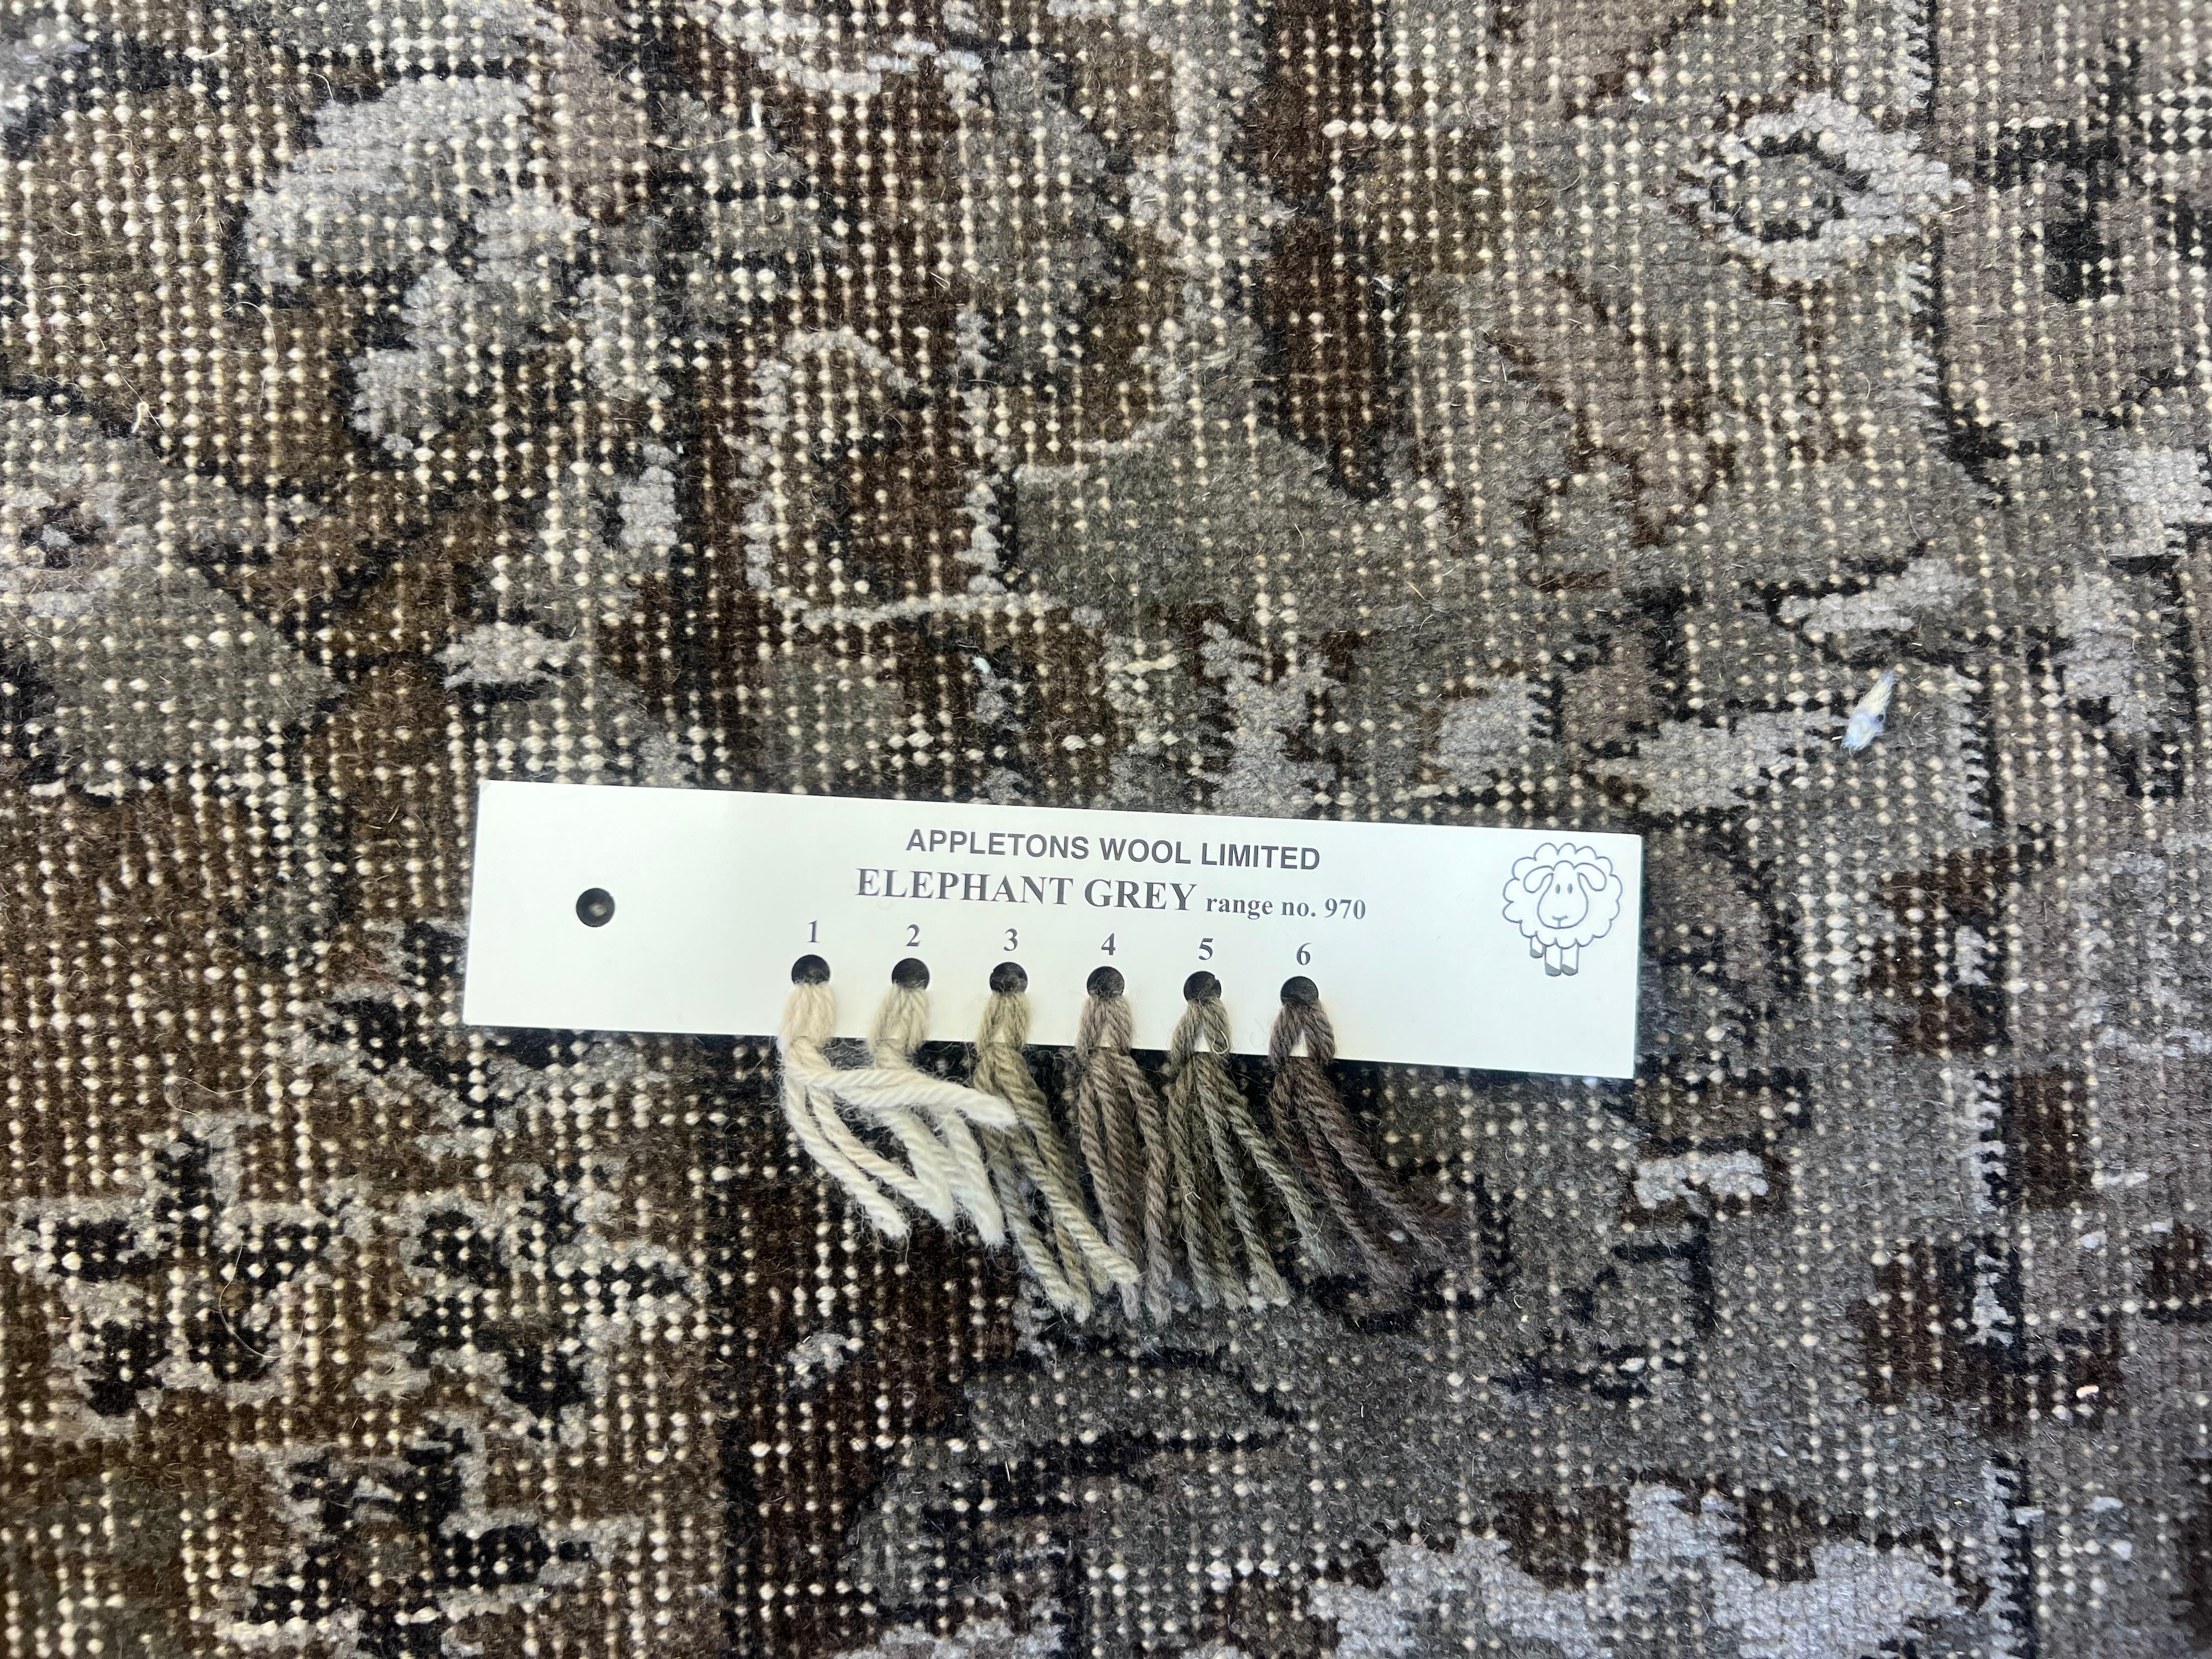 APPLETONS WOOL LIMITED
ELEPHANT GREY range no. 970
1 2 3 4 5 6